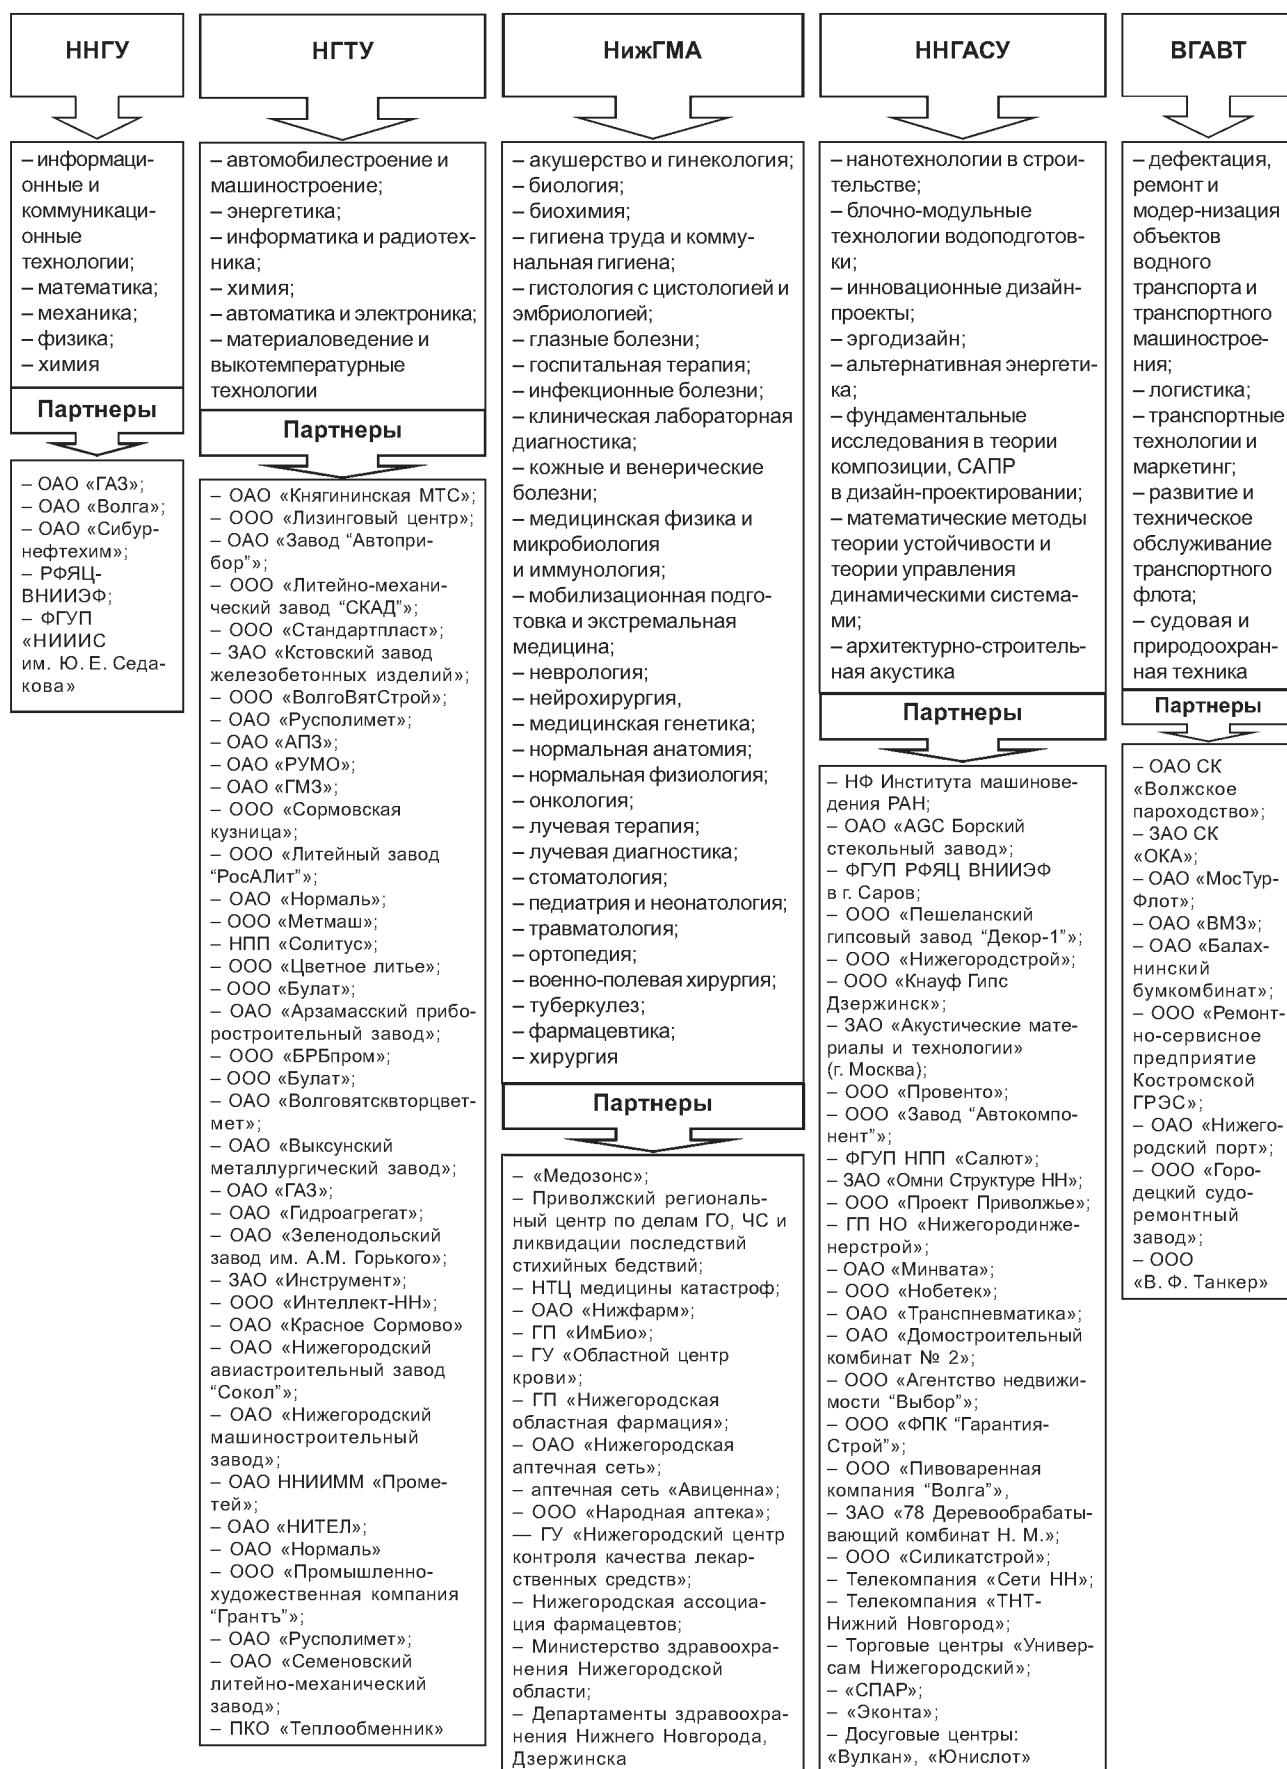 ННГУ
– информаци-
онные и
коммуникаци-
онные
технологии;
– математика;
– механика;
– физика;
– химия
Партнеры
– ОАО «ГАЗ»;
– ОАО «Волга»;
– ОАО «Сибур-
нефтехим»;
– РФЯЦ-
ВНИИЭФ;
– ФГУП
«НИИИС
им. Ю. Е. Седа-
кова»
НГТУ
– автомобилестроение и
машиностроение;
– энергетика;
– информатика и радиотех-
ника;
– химия;
– автоматика и электроника;
– материаловедение и
выкотемпературные
технологии
Партнеры
– ОАО «Княгининская МТС»;
– ООО «Лизинговый центр»;
– ОАО «Завод “Автопри-
бор”»;
– ООО «Литейно-механи-
ческий завод “СКАД”»;
– ООО «Стандартпласт»;
– ЗАО «Кстовский завод
железобетонных изделий»;
– ООО «ВолгоВятСтрой»;
– ОАО «Русполимет»;
– ОАО «АПЗ»;
– ОАО «РУМО»;
– ОАО «ГМЗ»;
– ООО «Сормовская
кузница»;
– ООО «Литейный завод
“РосАЛит”»;
– ОАО «Нормаль»;
– ООО «Метмаш»;
– НПП «Солитус»;
– ООО «Цветное литье»;
– ООО «Булат»;
– ОАО «Арзамасский прибо-
ростроительный завод»;
– ООО «БРБпром»;
– ООО «Булат»;
– ОАО «Волговятсквторцвет-
мет»;
– ОАО «Выксунский
металлургический завод»;
– ОАО «ГАЗ»;
– ОАО «Гидроагрегат»;
– ОАО «Зеленодольский
завод им. А.М. Горького»;
– ЗАО «Инструмент»;
– ООО «Интеллект-НН»;
– ОАО «Красное Сормово»
– ОАО «Нижегородский
авиастроительный завод
“Сокол”»;
– ОАО «Нижегородский
машиностроительный
завод»;
– ОАО ННИИММ «Проме-
тей»;
– ОАО «НИТЕЛ»;
– ОАО «Нормаль»
– ООО «Промышленно-
художественная компания
“Грантъ”»;
– ОАО «Русполимет»;
– ОАО «Семеновский
литейно-механический
завод»;
– ПКО «Теплообменник»
НижГМА
– акушерство и гинекология;
– биология;
– биохимия;
– гигиена труда и комму-
нальная гигиена;
– гистология с цистологией и
эмбриологией;
– глазные болезни;
– госпитальная терапия;
– инфекционные болезни;
– клиническая лабораторная
диагностика;
– кожные и венерические
болезни;
– медицинская физика и
микробиология
и иммунология;
– мобилизационная подго-
товка и экстремальная
медицина;
– неврология;
– нейрохирургия,
– медицинская генетика;
– нормальная анатомия;
– нормальная физиология;
– онкология;
– лучевая терапия;
– лучевая диагностика;
– стоматология;
– педиатрия и неонатология;
– травматология;
– ортопедия;
– военно-полевая хирургия;
– туберкулез;
– фармацевтика;
– хирургия
Партнеры
– «Медозонс»;
– Приволжский региональ-
ный центр по делам ГО, ЧС и
ликвидации последствий
стихийных бедствий;
– НТЦ медицины катастроф;
– ОАО «Нижфарм»;
– ГП «ИмБио»;
– ГУ «Областной центр
крови»;
– ГП «Нижегородская
областная фармация»;
– ОАО «Нижегородская
аптечная сеть»;
– аптечная сеть «Авиценна»;
– ООО «Народная аптека»;
— ГУ «Нижегородский центр
контроля качества лекар-
ственных средств»;
– Нижегородская ассоциа-
ция фармацевтов;
– Министерство здравоохра-
нения Нижегородской
области;
– Департаменты здравоохра-
нения Нижнего Новгорода,
Дзержинска
ННГАСУ
– нанотехнологии в строи-
тельстве;
– блочно-модульные
технологии водоподготов-
ки;
– инновационные дизайн-
проекты;
– эргодизайн;
– альтернативная энергети-
ка;
– фундаментальные
исследования в теории
композиции, САПР
в дизайн-проектировании;
– математические методы
теории устойчивости и
теории управления
динамическими система-
ми;
– архитектурно-строитель-
ная акустика
Партнеры
– НФ Института машинове-
дения РАН;
– ОАО «AGC Борский
стекольный завод»;
– ФГУП РФЯЦ ВНИИЭФ
в г. Саров;
– ООО «Пешеланский
гипсовый завод “Декор-1”»;
– ООО «Нижегородстрой»;
– ООО «Кнауф Гипс
Дзержинск»;
– ЗАО «Акустические мате-
риалы и технологии»
(г. Москва);
– ООО «Провенто»;
– ООО «Завод “Автокомпо-
нент”»;
– ФГУП НПП «Салют»;
– ЗАО «Омни Структуре НН»;
– ООО «Проект Приволжье»;
– ГП НО «Нижегородинже-
нерстрой»;
– ОАО «Минвата»;
– ООО «Нобетек»;
– ОАО «Транспневматика»;
– ОАО «Домостроительный
комбинат № 2»;
– ООО «Агентство недвижи-
мости “Выбор”»;
– ООО «ФПК “Гарантия-
Строй”»;
– ООО «Пивоваренная
компания “Волга”»,
– ЗАО «78 Деревообрабаты-
вающий комбинат Н. М.»;
– ООО «Силикатстрой»;
– Телекомпания «Сети НН»;
– Телекомпания «ТНТ-
Нижний Новгород»;
– Торговые центры «Универ-
сам Нижегородский»;
– «СПАР»;
– «Эконта»;
– Досуговые центры:
«Вулкан», «Юнислот»
ВГАВТ
– дефектация,
ремонт и
модер-низация
объектов
водного
транспорта и
транспортного
машинострое-
ния;
– логистика;
– транспортные
технологии и
маркетинг;
– развитие и
техническое
обслуживание
транспортного
флота;
– судовая и
природоохран-
ная техника
Партнеры
– ОАО СК
«Волжское
пароходство»;
– ЗАО СК
«ОКА»;
– ОАО «МосТур-
Флот»;
– ОАО «ВМЗ»;
– ОАО «Балах-
нинский
бумкомбинат»;
– ООО «Ремонт-
но-сервисное
предприятие
Костромской
ГРЭС»;
– ОАО «Нижего-
родский порт»;
– ООО «Горо-
децкий судо-
ремонтный
завод»;
– ООО
«В. Ф. Танкер»